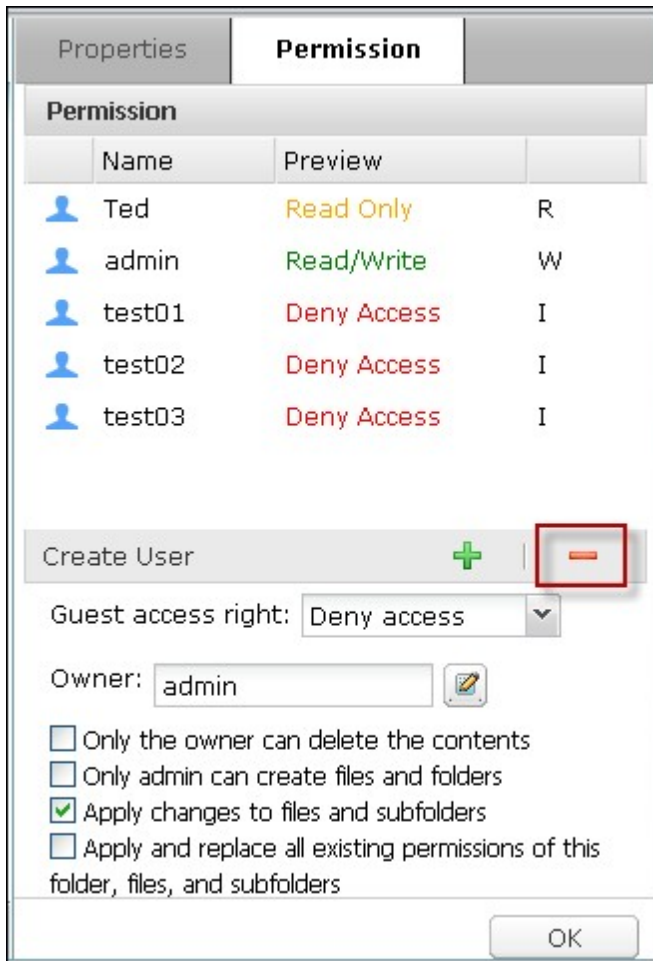 Properties Permission
Permission
Name Preview
Ted Read Only R
admin Read/Write W
test01 Deny Access I
test02 Deny Access I
test03 Deny Access I
Create User
Guest access right: Deny access
Owner: admin
Only the owner can delete the contents
Only admin can create files and folders
Apply changes to files and subfolders
Apply and replace all existing permissions of this
folder, files, and subfolders
OK